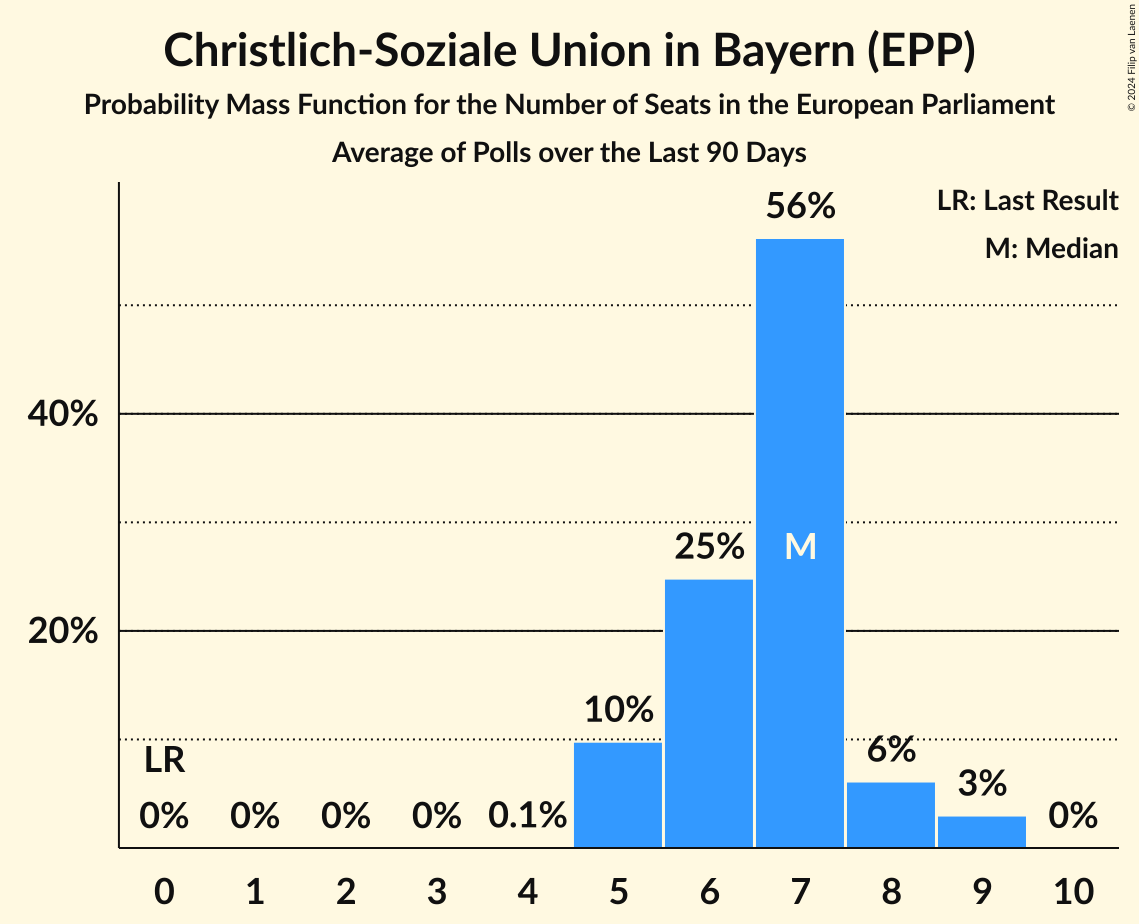 Christlich-Soziale Union in Bayern (EPP)
Probability Mass Function for the Number of Seats in the European Parliament
Average of Polls over the Last 90 Days
© 2024 Filip van Laenen
LR: Last Result
M: Median
56%
40%
25%
M
20%
10%
LR
6%
3%
0%
0%
0%
0%
0.1%
0%
0 1 2 3 4 5 6 7 8 9 10